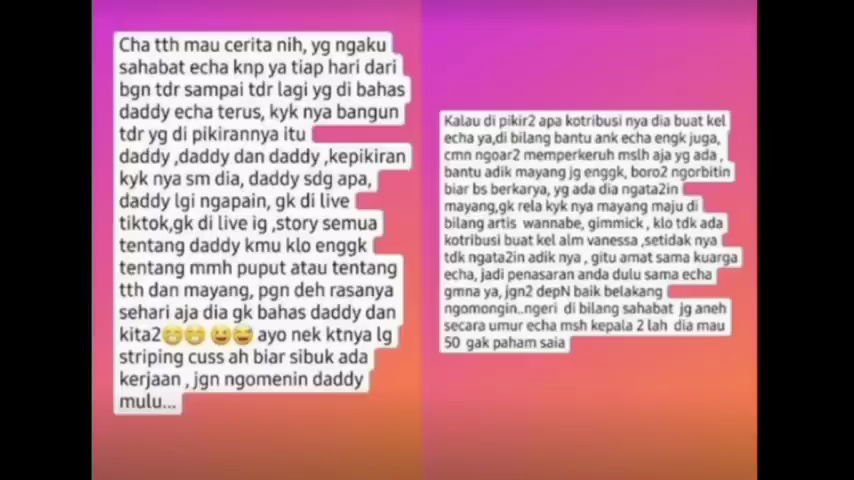 Cha tth mau cerita nih, yg ngaku
sahabat echa knp ya tiap hari dari
bgn tdr sampai tdr lagi yg di bahas
daddy echa terus, kyk nya bangun
tdr yg di pikirannya itu
daddy ,daddy dan daddy ,kepikiran
kyk nya sm dia, daddy sdg apa,
daddy lgi ngapain, gk di live
tiktok,gk di live ig ,story semua
tentang daddy kmu klo enggk
tentang mmh puput atau tentang
tth dan mayang, pgn deh rasanya
sehari aja dia gk bahas daddy dan
kita2😁😁 😅😅 ayo nek ktnya lg
striping cuss ah biar sibuk ada
kerjaan , jgn ngomenin daddy
mulu...
Kalau di pikir2 apa kotribusi nya dia buat kel
echa ya,di bilang bantu ank echa engk juga,
cmn ngoar2 memperkeruh mslh aja yg ada ,
bantu adik mayang jg enggk, boro2 ngorbitin
biar bs berkarya, yg ada dia ngata2in
mayang,gk rela kyk nya mayang maju di
bilang artis wannabe, gimmick , klo tdk ada
kotribusi buat kel alm vanessa ,setidak nya
tdk ngata2in adik nya , gitu amat sama kuarga
echa, jadi penasaran anda dulu sama echa
gmna ya, jgn2 depN baik belakang
ngomongin..ngeri di bilang sahabat jg aneh
secara umur echa msh kepala 2 lah dia mau
50 gak paham saia